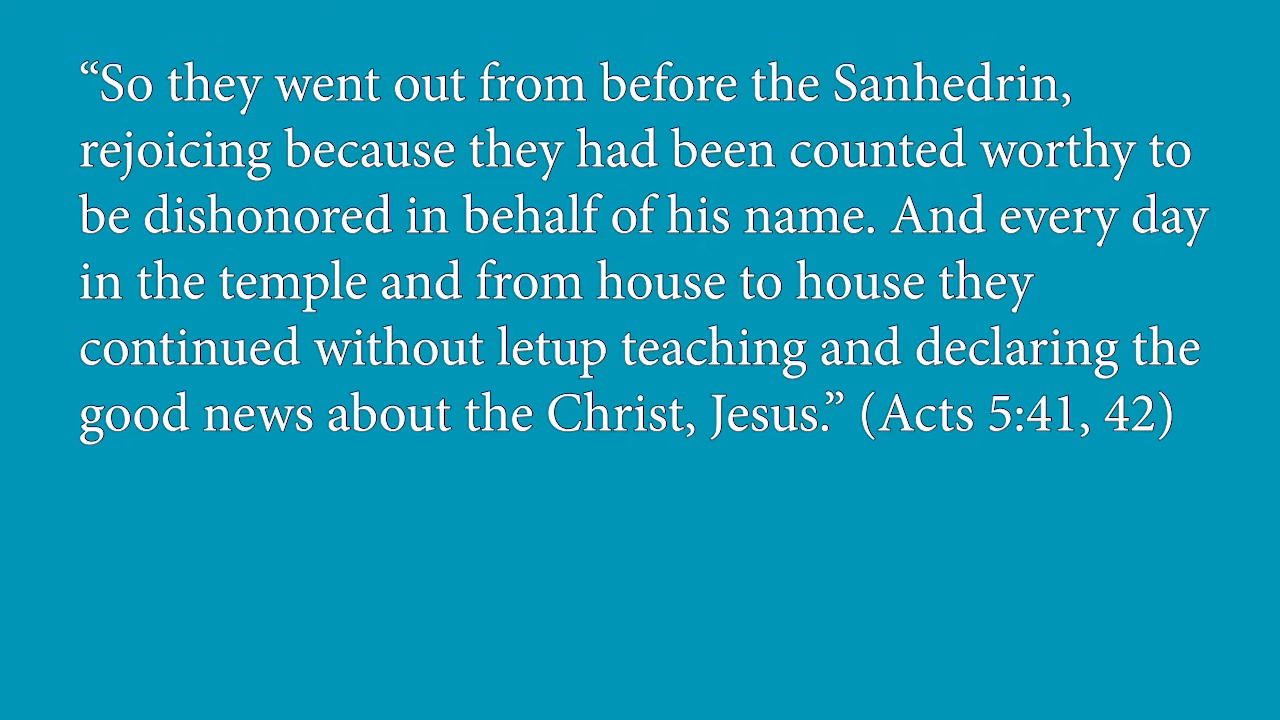 “So they went out from before the Sanhedrin,
rejoicing because they had been counted worthy to
be dishonored in behalf of his name. And every day
in the temple and from house to house they
continued without letup teaching and declaring the
good news about the Christ, Jesus.” (Acts 5:41, 42)